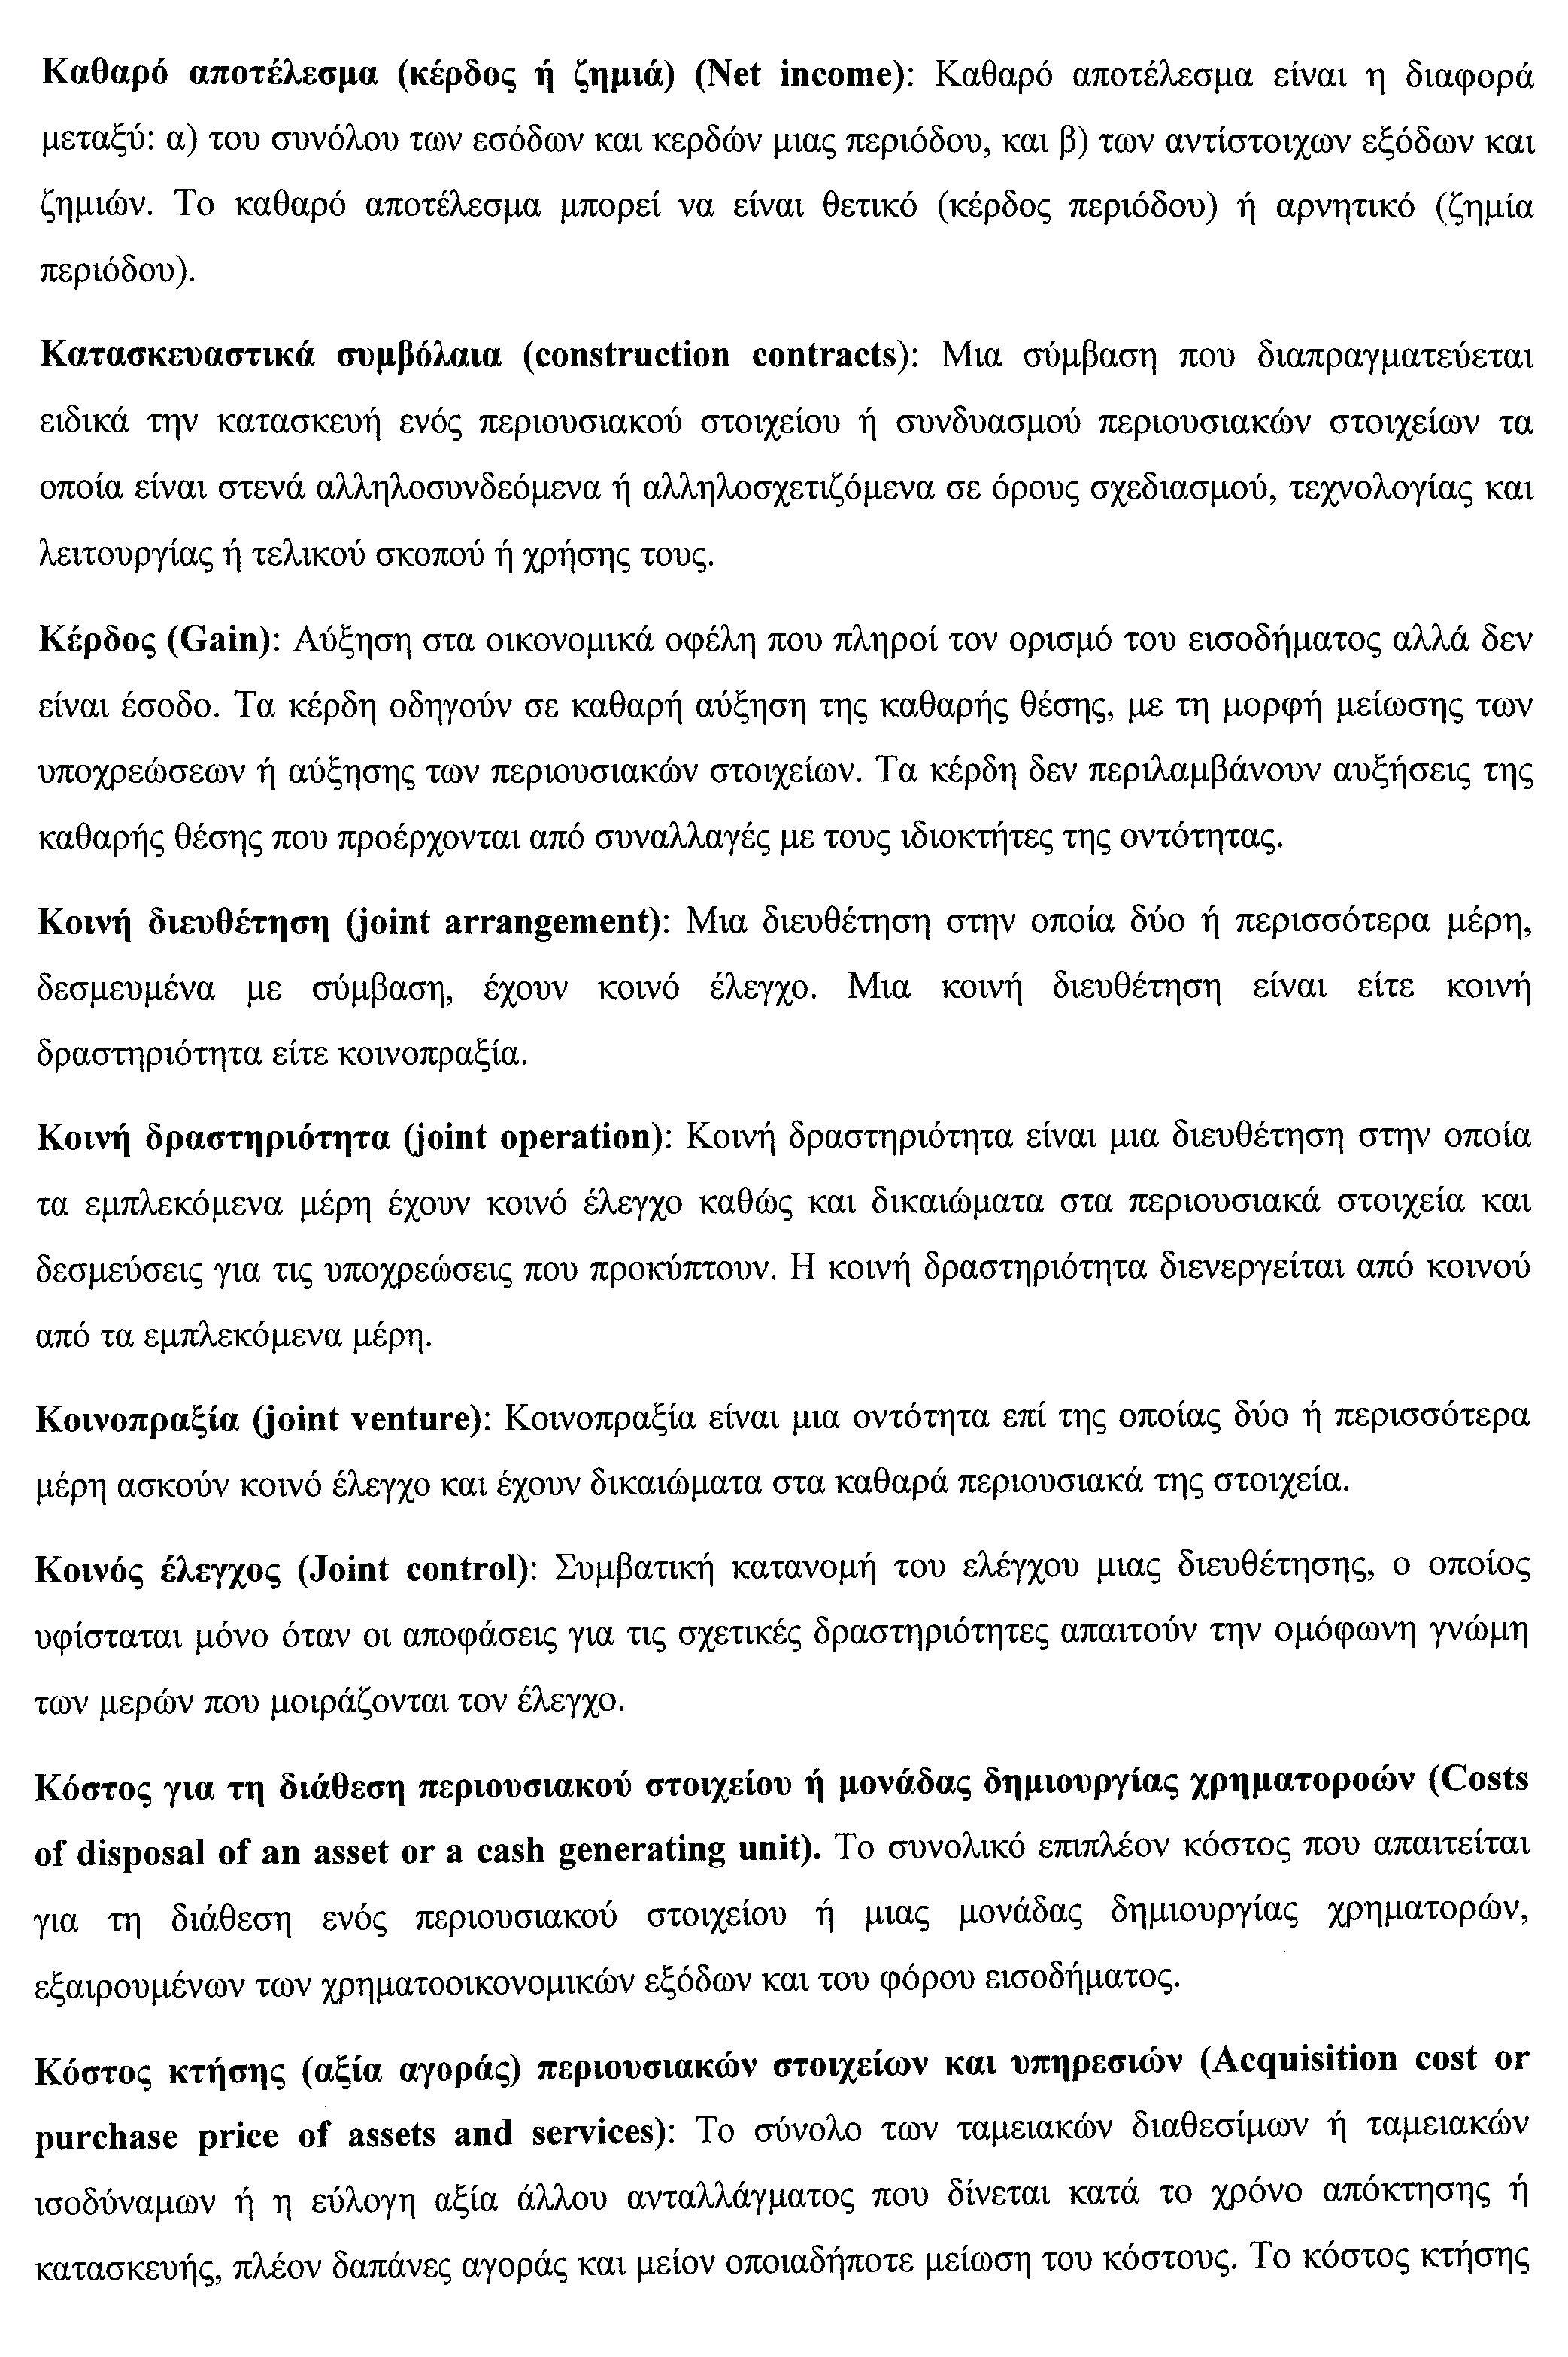 Καθαρό αποτέλεσμα (κέρδος ή ζημιά) (Net income): Καθαρό αποτέλεσμα είναι η διαφορά
μεταξύ: α) του συνόλου των εσόδων και κερδών μιας περιόδου, και β) των αντίστοιχων εξόδων και
ζημιών. Το καθαρό αποτέλεσμα μπορεί να είναι θετικό (κέρδος περιόδου) ή αρνητικό (ζημία
περιόδου).
Κατασκευαστικά συμβόλαια (construction contracts): Μια σύμβαση που διαπραγματεύεται
ειδικά την κατασκευή ενός περιουσιακού στοιχείου ή συνδυασμού περιουσιακών στοιχείων τα
οποία είναι στενά αλληλοσυνδεόμενα ή αλληλοσχετιζόμενα σε όρους σχεδιασμού, τεχνολογίας και
λειτουργίας ή τελικού σκοπού ή χρήσης τους.
Κέρδος (Gain): Αύξηση στα οικονομικά οφέλη που πληροί τον ορισμό του εισοδήματος αλλά δεν
είναι έσοδο. Τα κέρδη οδηγούν σε καθαρή αύξηση της καθαρής θέσης, με τη μορφή μείωσης των
υποχρεώσεων ή αύξησης των περιουσιακών στοιχείων. Τα κέρδη δεν περιλαμβάνουν αυξήσεις της
καθαρής θέσης που προέρχονται από συναλλαγές με τους ιδιοκτήτες της οντότητας.
Κοινή διευθέτηση (joint arrangement): Μια διευθέτηση στην οποία δύο ή περισσότερα μέρη,
δεσμευμένα με σύμβαση, έχουν κοινό έλεγχο. Μια κοινή διευθέτηση είναι είτε κοινή
δραστηριότητα είτε κοινοπραξία.
Κοινή δραστηριότητα (joint operation): Κοινή δραστηριότητα είναι μια διευθέτηση στην οποία
τα εμπλεκόμενα μέρη έχουν κοινό έλεγχο καθώς και δικαιώματα στα περιουσιακά στοιχεία και
δεσμεύσεις για τις υποχρεώσεις που προκύπτουν. Η κοινή δραστηριότητα διενεργείται από κοινού
από τα εμπλεκόμενα μέρη.
Κοινοπραξία (joint venture): Κοινοπραξία είναι μια οντότητα επί της οποίας δύο ή περισσότερα
μέρη ασκούν κοινό έλεγχο και έχουν δικαιώματα στα καθαρά περιουσιακά της στοιχεία.
Κοινός έλεγχος (Joint control): Συμβατική κατανομή του ελέγχου μιας διευθέτησης, ο οποίος
υφίσταται μόνο όταν οι αποφάσεις για τις σχετικές δραστηριότητες απαιτούν την ομόφωνη γνώμη
των μερών που μοιράζονται τον έλεγχο.
Κόστος για τη διάθεση περιουσιακού στοιχείου ή μονάδας δημιουργίας χρηματοροών (Costs
of disposal of an asset or a cash generating unit). Το συνολικό επιπλέον κόστος που απαιτείται
για τη διάθεση ενός περιουσιακού στοιχείου ή μιας μονάδας δημιουργίας χρηματορών,
εξαιρουμένων των χρηματοοικονομικών εξόδων και του φόρου εισοδήματος.
Κόστος κτήσης (αξία αγοράς) περιουσιακών στοιχείων και υπηρεσιών (Acquisition cost or
purchase price of assets and services): Το σύνολο των ταμειακών διαθεσίμων ή ταμειακών
ισοδύναμων ή η εύλογη αξία άλλου ανταλλάγματος που δίνεται κατά το χρόνο απόκτησης ή
κατασκευής, πλέον δαπάνες αγοράς και μείον οποιαδήποτε μείωση του κόστους. Το κόστος κτήσης